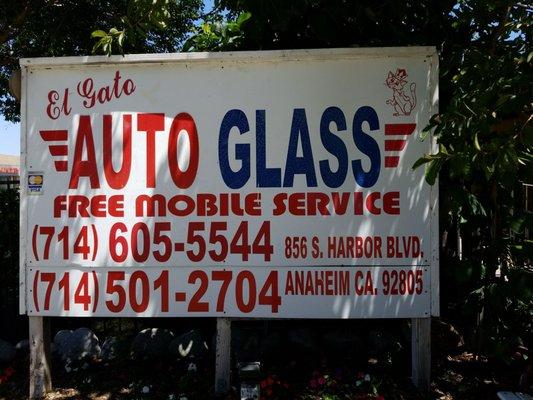 El Gato
AUTO GLASS
FREE MOBILE SERVICE
(714) 605-5544 856 S. HARBOR BLVD.
(714) 501-2704 ANAHEIM CA. 92805